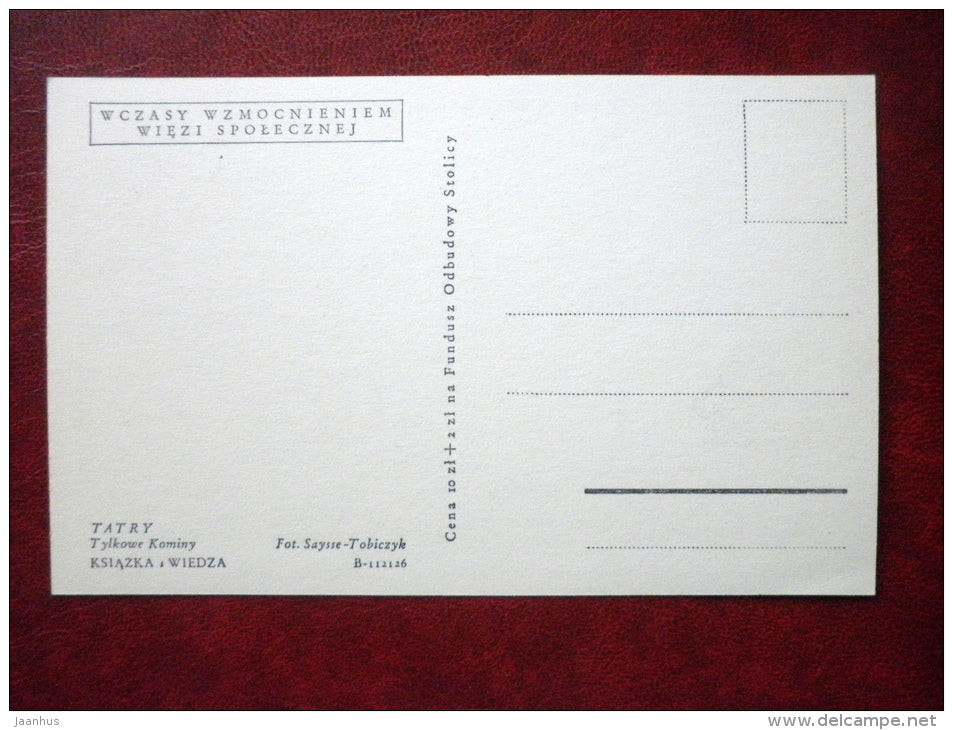 WCZASY WZMOCNIENIEM
WIĘZI SPOŁECZNEJ
Cena 10 zł + 2 zl na Fundusz Odbudowy Stolicy
TATRY
Tylkowe Kominy
Fot. Saysse-Tobiczyk
KSIĄŻKA i WIEDZA
B-112126
jaanhus
www.delcampe.net